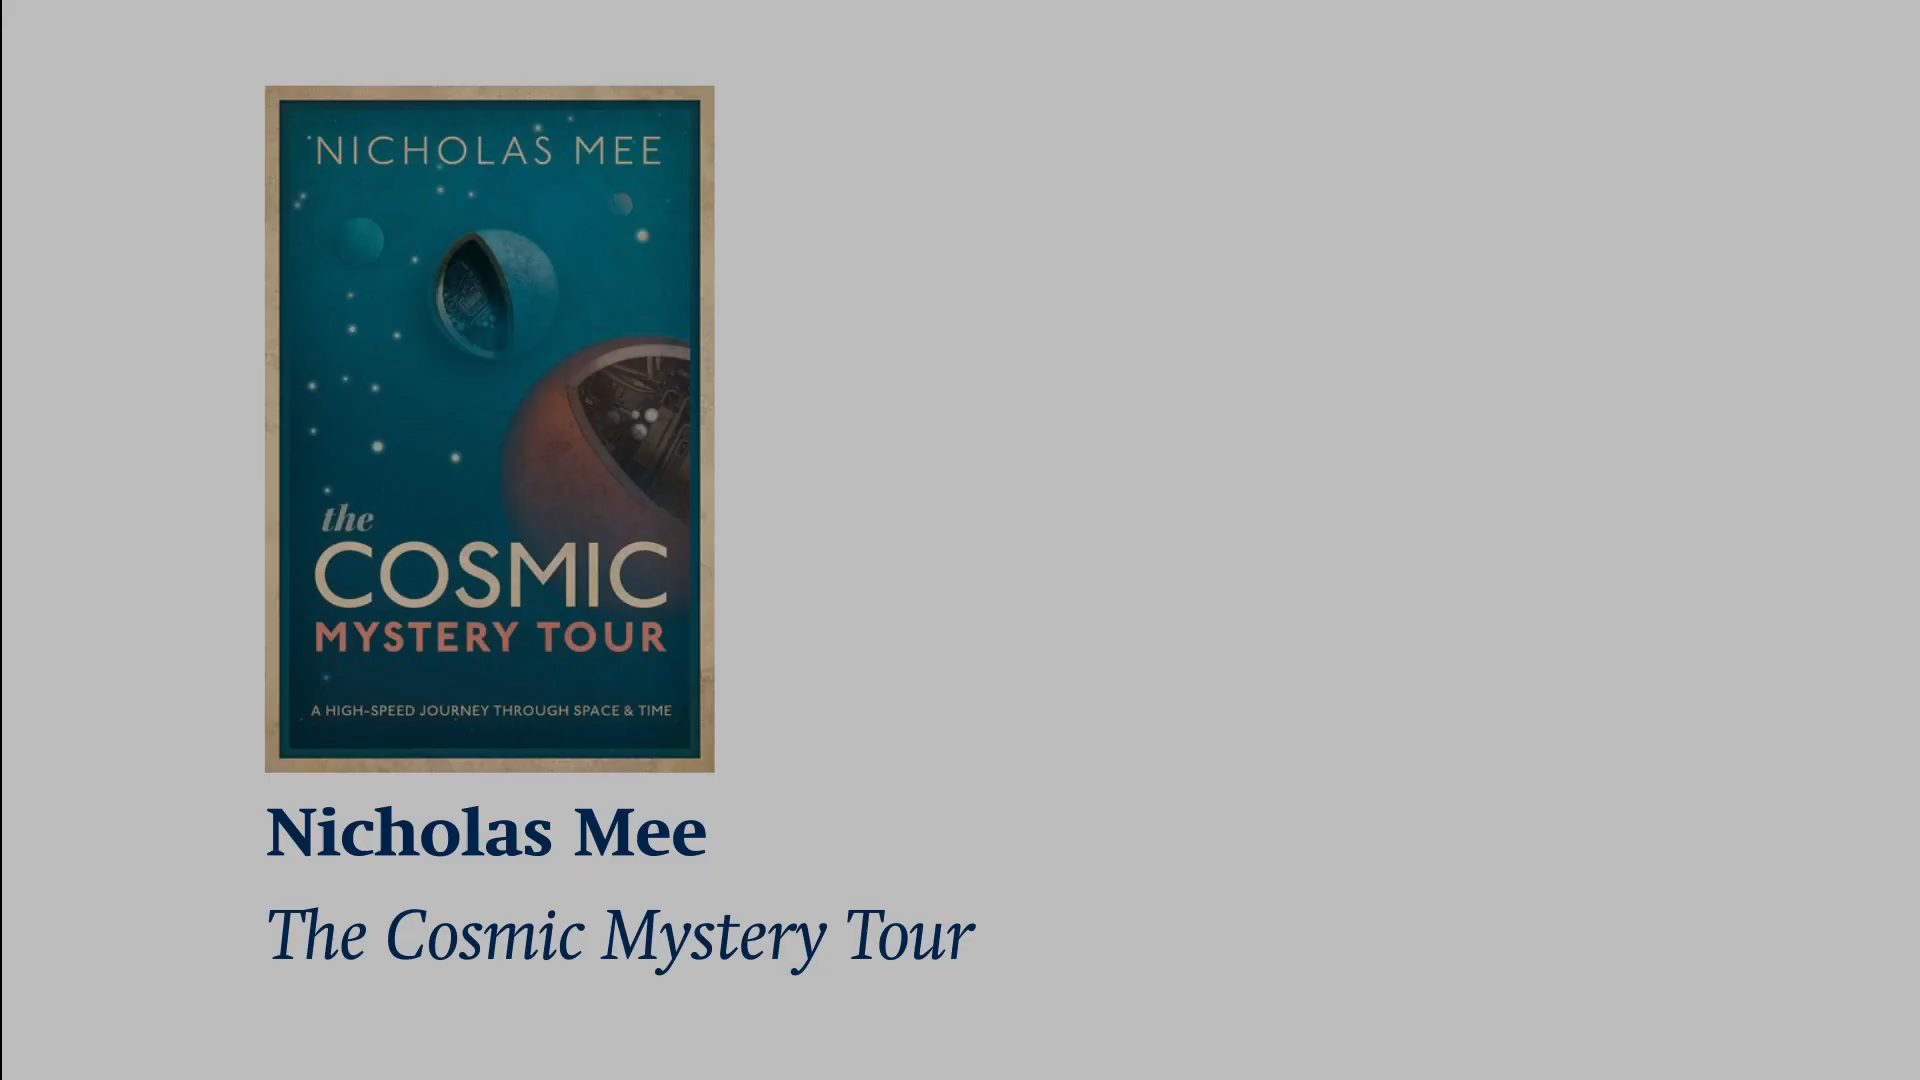 NICHOLAS MEE
the
COSMIC
MYSTERY TOUR
A HIGH-SPEED JOURNEY THROUGH SPACE & TIME
Nicholas Mee
The Cosmic Mystery Tour